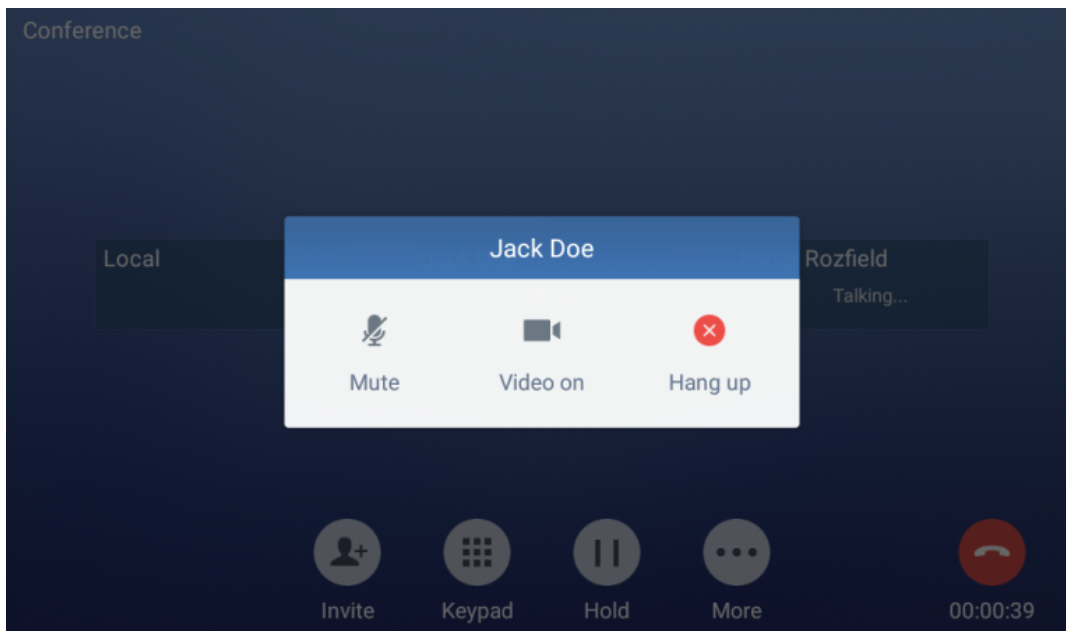 Conference
Jack Doe
Local
Rozfield
Talking...
Mute Video on Hang up
Invite Keypad Hold More 00:00:39